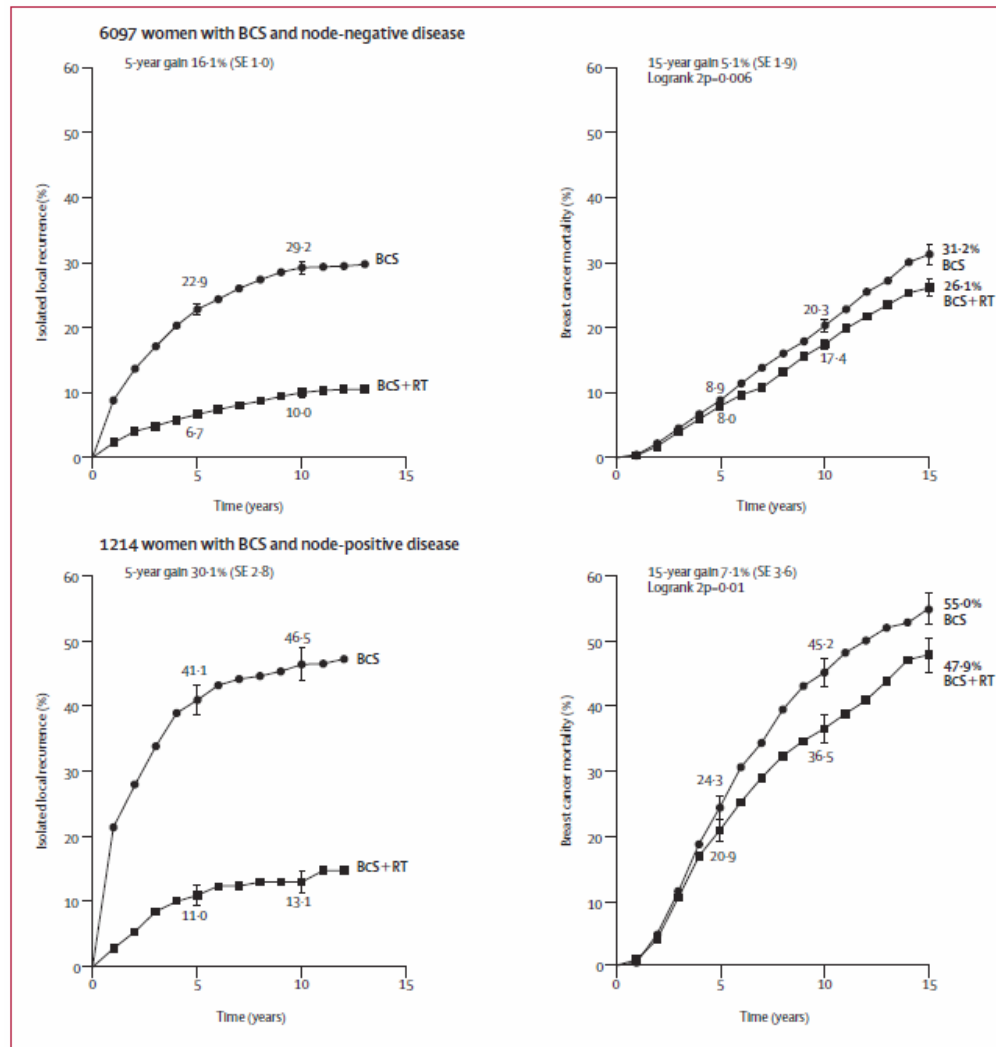 6097 women with BCS and node-negative disease
5-year gain 16·1% (SE 1·0)
60
50
40
30
20
10
0
Isolated local recurrence (%)
22·9
29·2
BCS
6·7
10·0
BCS+RT
0
5
10
15
Time (years)
15-year gain 5·1% (SE 1·9)
Logrank 2p=0·006
60
50
40
30
20
10
0
Breast cancer mortality (%)
8·9
8·0
20·3
17·4
31·2%
BCS
26·1%
BCS+RT
0
5
10
15
Time (years)
1214 women with BCS and node-positive disease
5-year gain 30·1% (SE 2·8)
60
50
40
30
20
10
0
Isolated local recurrence (%)
41·1
46·5
BCS
11·0
13·1
BCS+RT
0
5
10
15
Time (years)
15-year gain 7·1% (SE 3·6)
Logrank 2p=0·01
60
50
40
30
20
10
0
Breast cancer mortality (%)
24·3
20·9
45·2
36·5
55·0%
BCS
47·9%
BCS+RT
0
5
10
15
Time (years)